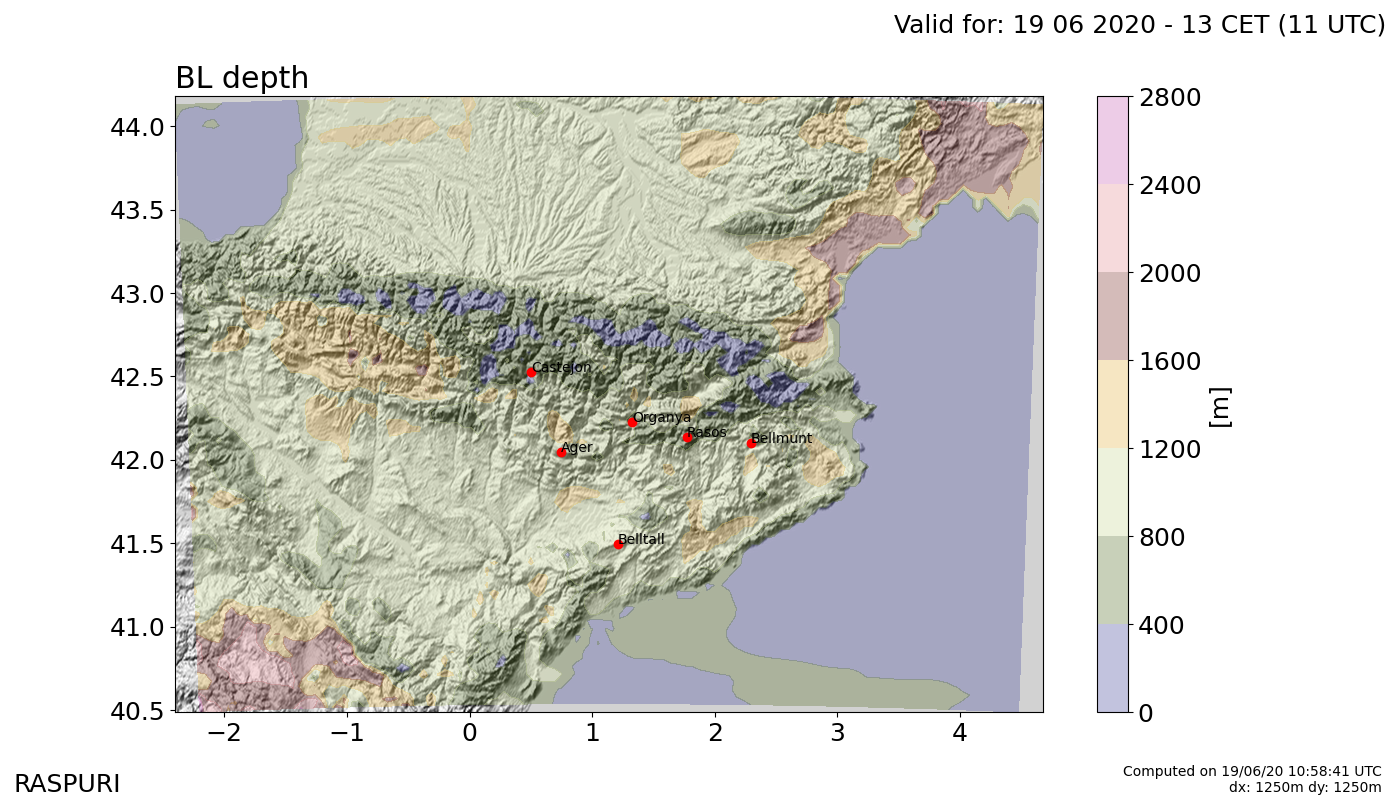 Valid for: 19 06 2020 - 13 CET (11 UTC)
BL depth
44.0
43.5
43.0
42.5
42.0
41.5
41.0
40.5
−2
−1
0
1
2
3
4
Castejon
Organya
Rasos
Bellmunt
Ager
Belltall
2800
2400
2000
1600
1200
800
400
0
[m]
RASPURI
Computed on 19/06/20 10:58:41 UTC
dx: 1250m dy: 1250m